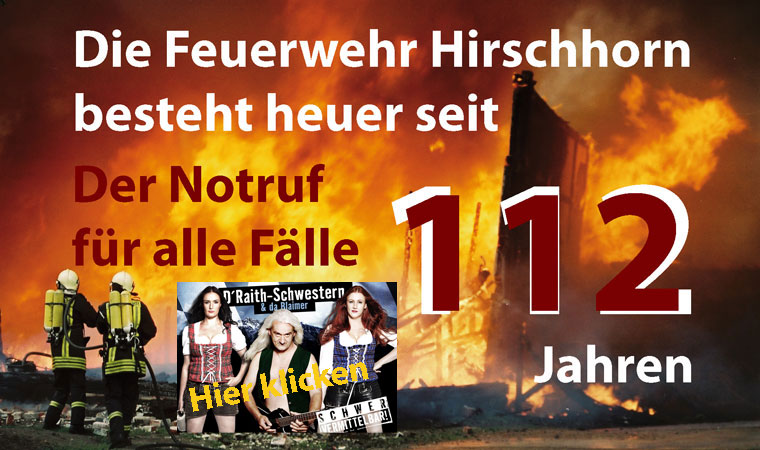 Die Feuerwehr Hirschhorn
besteht heuer seit
Der Notruf
für alle Fälle
112
Jahren
D´Raith-Schwestern
& da Blaimer
Hier klicken
SCHWER
VERMITTELBAR!